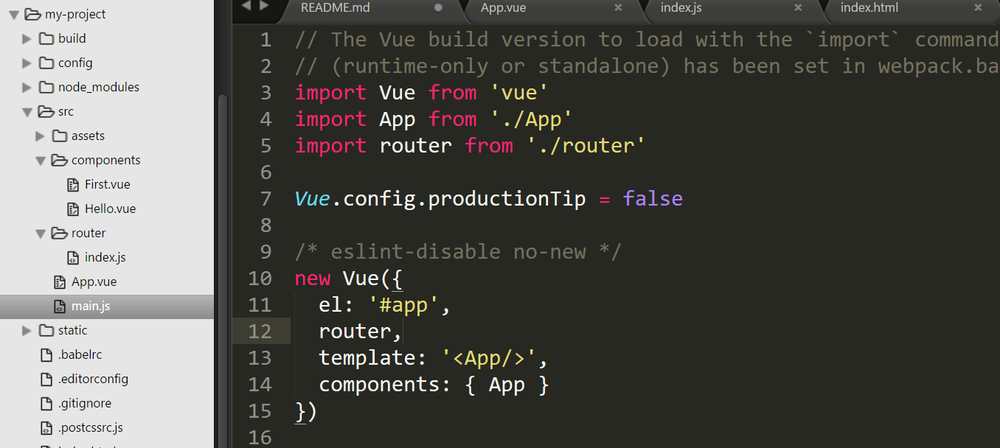 my-project
build
config
node_modules
src
assets
components
First.vue
Hello.vue
router
index.js
App.vue
main.js
static
.babelrc
.editorconfig
.gitignore
.postcssrc.js
README.md
App.vue
index.js
index.html
1 // The Vue build version to load with the `import` command
2 // (runtime-only or standalone) has been set in webpack.ba
3 import Vue from 'vue'
4 import App from './App'
5 import router from './router'
6
7 Vue.config.productionTip = false
8
9 /* eslint-disable no-new */
10 new Vue({
11 el: '#app',
12 router,
13 template: '<App/>',
14 components: { App }
15 })
16